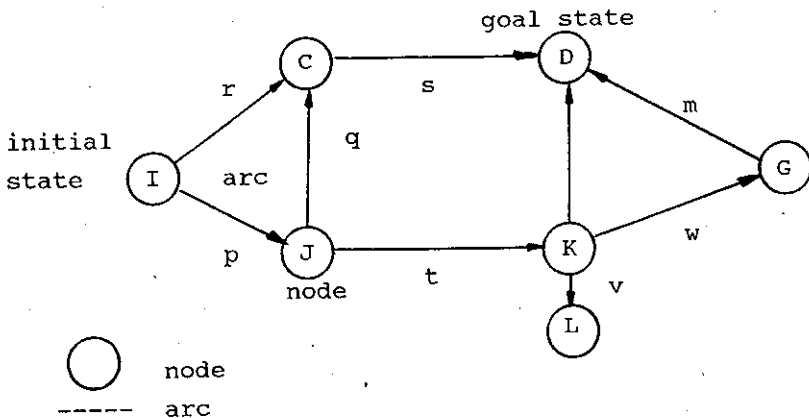 goal state
C
D
r
s
m
initial
state
q
I
arc
G
J
K
w
p
node
t
v
L
node
----- arc